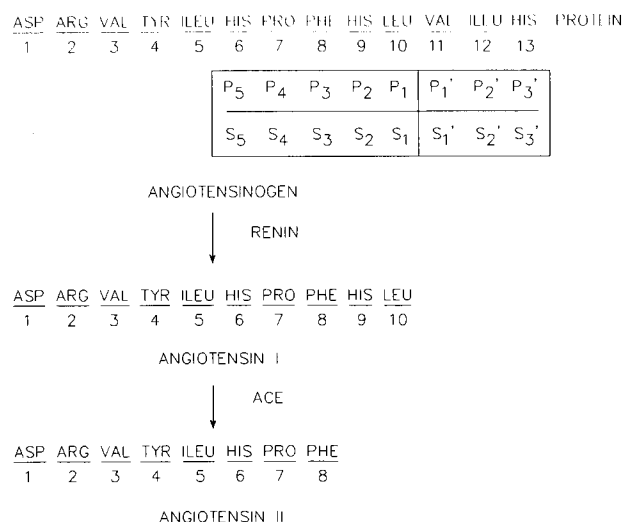 ASP ARG VAL TYR ILEU HIS PRO PHE HIS LEU VAL ILEU HIS PROTEIN
1 2 3 4 5 6 7 8 9 10 11 12 13
P5 P4 P3 P2 P1 P1' P2' P3'
S5 S4 S3 S2 S1 S1' S2' S3'
ANGIOTENSINOGEN
RENIN
ASP ARG VAL TYR ILEU HIS PRO PHE HIS LEU
1 2 3 4 5 6 7 8 9 10
ANGIOTENSIN I
ACE
ASP ARG VAL TYR ILEU HIS PRO PHE
1 2 3 4 5 6 7 8
ANGIOTENSIN II